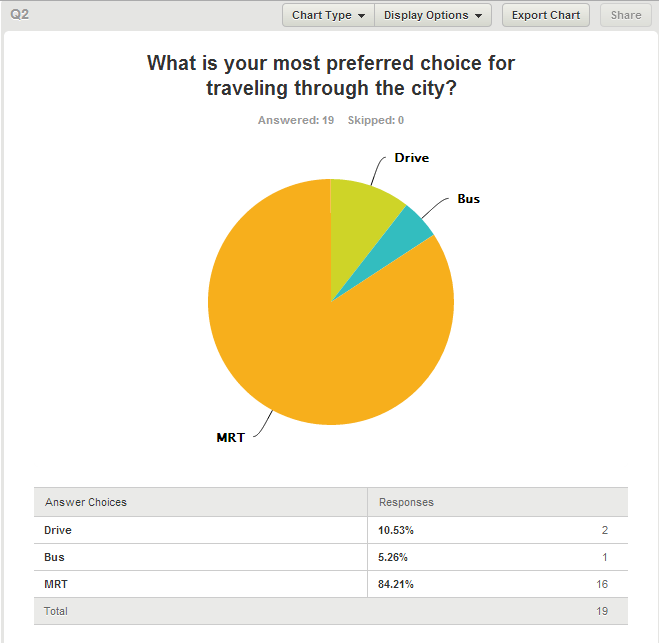 Q2
Chart Type Display Options Export Chart Share
What is your most preferred choice for
traveling through the city?
Answered: 19 Skipped: 0
Drive
Bus
MRT
Answer Choices Responses
Drive 10.53% 2
Bus 5.26% 1
MRT 84.21% 16
Total 19